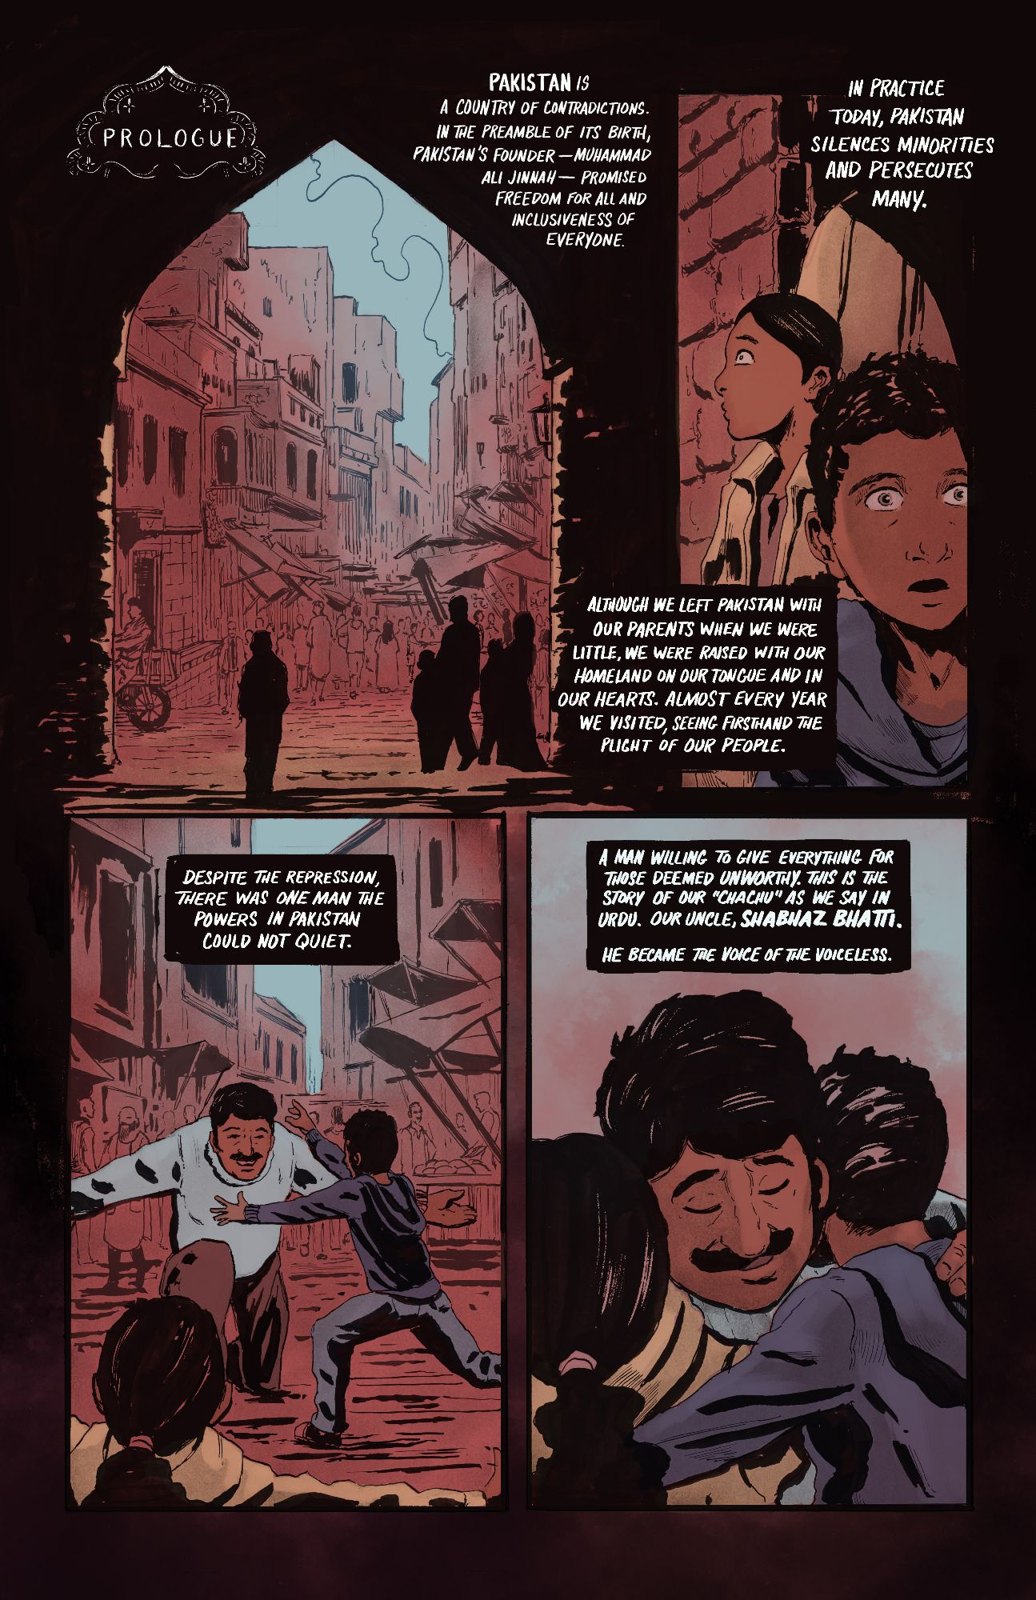 PROLOGUE
PAKISTAN IS
A COUNTRY OF CONTRADICTIONS.
IN THE PREAMBLE OF ITS BIRTH,
PAKISTAN'S FOUNDER — MUHAMMAD
ALI JINNAH — PROMISED
FREEDOM FOR ALL AND
INCLUSIVENESS OF
EVERYONE.
IN PRACTICE
TODAY, PAKISTAN
SILENCES MINORITIES
AND PERSECUTES
MANY.
ALTHOUGH WE LEFT PAKISTAN WITH
OUR PARENTS WHEN WE WERE
LITTLE, WE WERE RAISED WITH OUR
HOMELAND ON OUR TONGUE AND IN
OUR HEARTS. ALMOST EVERY YEAR
WE VISITED, SEEING FIRSTHAND THE
PLIGHT OF OUR PEOPLE.
DESPITE THE REPRESSION,
THERE WAS ONE MAN THE
POWERS IN PAKISTAN
COULD NOT QUIET.
A MAN WILLING TO GIVE EVERYTHING FOR
THOSE DEEMED UNWORTHY. THIS IS THE
STORY OF OUR "CHACHU" AS WE SAY IN
URDU. OUR UNCLE, SHABHAZ BHATTI.
HE BECAME THE VOICE OF THE VOICELESS.